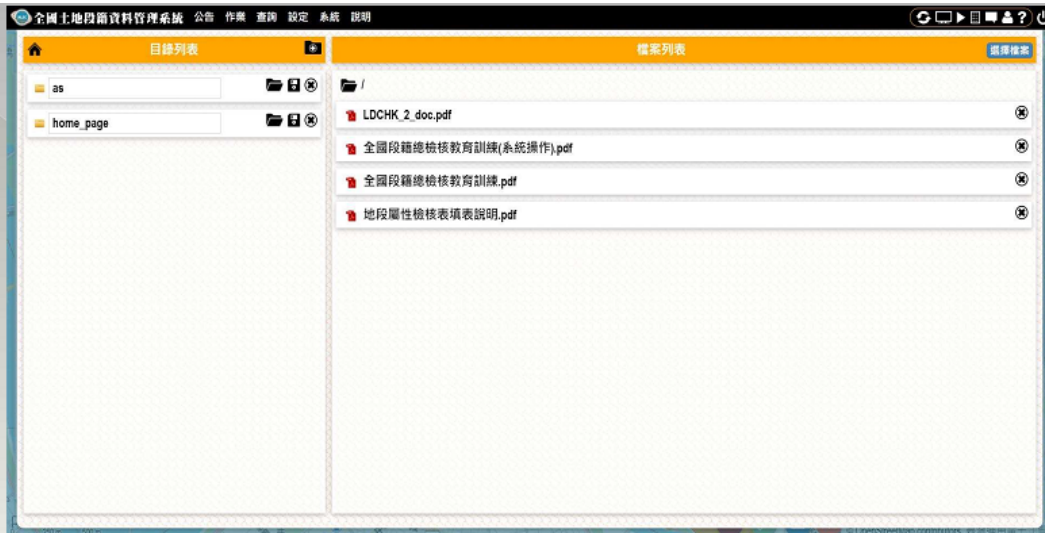 全國土地段籍資料管理系統 公告 作業 查詢 設定 系統 說明
目錄列表
檔案列表
選擇檔案
as
home_page
/
LDCHK_2_doc.pdf
全國段籍總檢核教育訓練(系統操作).pdf
全國段籍總檢核教育訓練.pdf
地段屬性檢核表填表說明.pdf